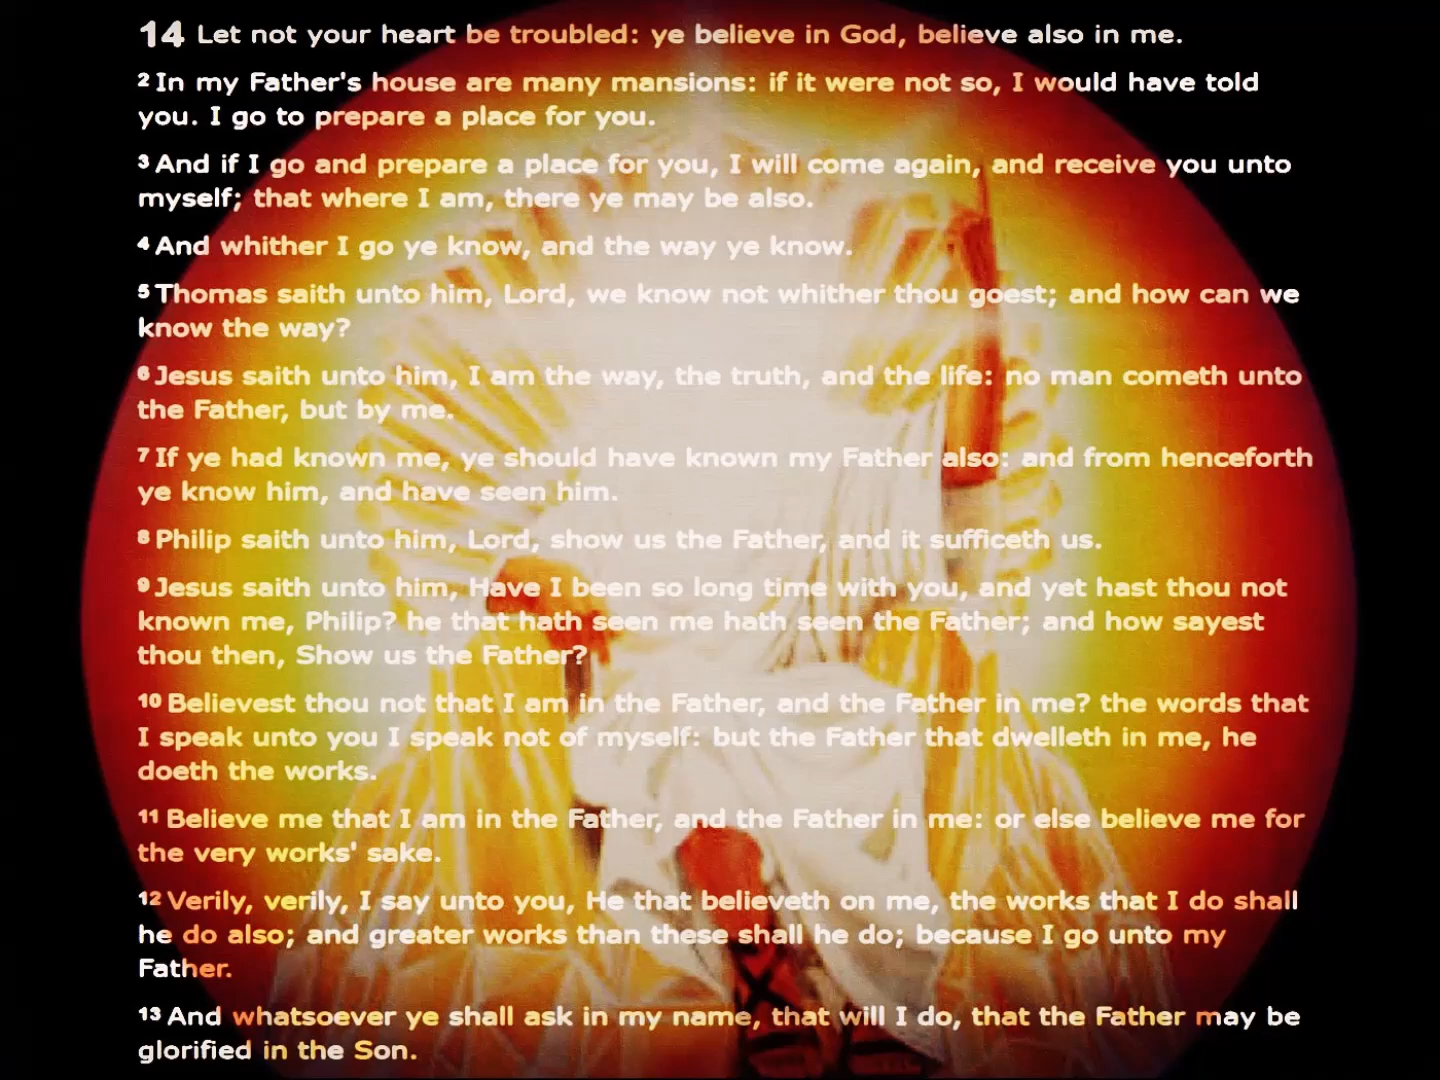 14 Let not your heart be troubled: ye believe in God, believe also in me.
2 In my Father's house are many mansions: if it were not so, I would have told
you. I go to prepare a place for you.
3 And if I go and prepare a place for you, I will come again, and receive you unto
myself; that where I am, there ye may be also.
4 And whither I go ye know, and the way ye know.
5 Thomas saith unto him, Lord, we know not whither thou goest; and how can we
know the way?
6 Jesus saith unto him, I am the way, the truth, and the life: no man cometh unto
the Father, but by me.
7 If ye had known me, ye should have known my Father also: and from henceforth
ye know him, and have seen him.
8 Philip saith unto him, Lord, show us the Father, and it sufficeth us.
9 Jesus saith unto him, Have I been so long time with you, and yet hast thou not
known me, Philip? he that hath seen me hath seen the Father; and how sayest
thou then, Show us the Father?
10 Believest thou not that I am in the Father, and the Father in me? the words that
I speak unto you I speak not of myself: but the Father that dwelleth in me, he
doeth the works.
11 Believe me that I am in the Father, and the Father in me: or else believe me for
the very works' sake.
12 Verily, verily, I say unto you, He that believeth on me, the works that I do shall
he do also; and greater works than these shall he do; because I go unto my
Father.
13 And whatsoever ye shall ask in my name, that will I do, that the Father may be
glorified in the Son.